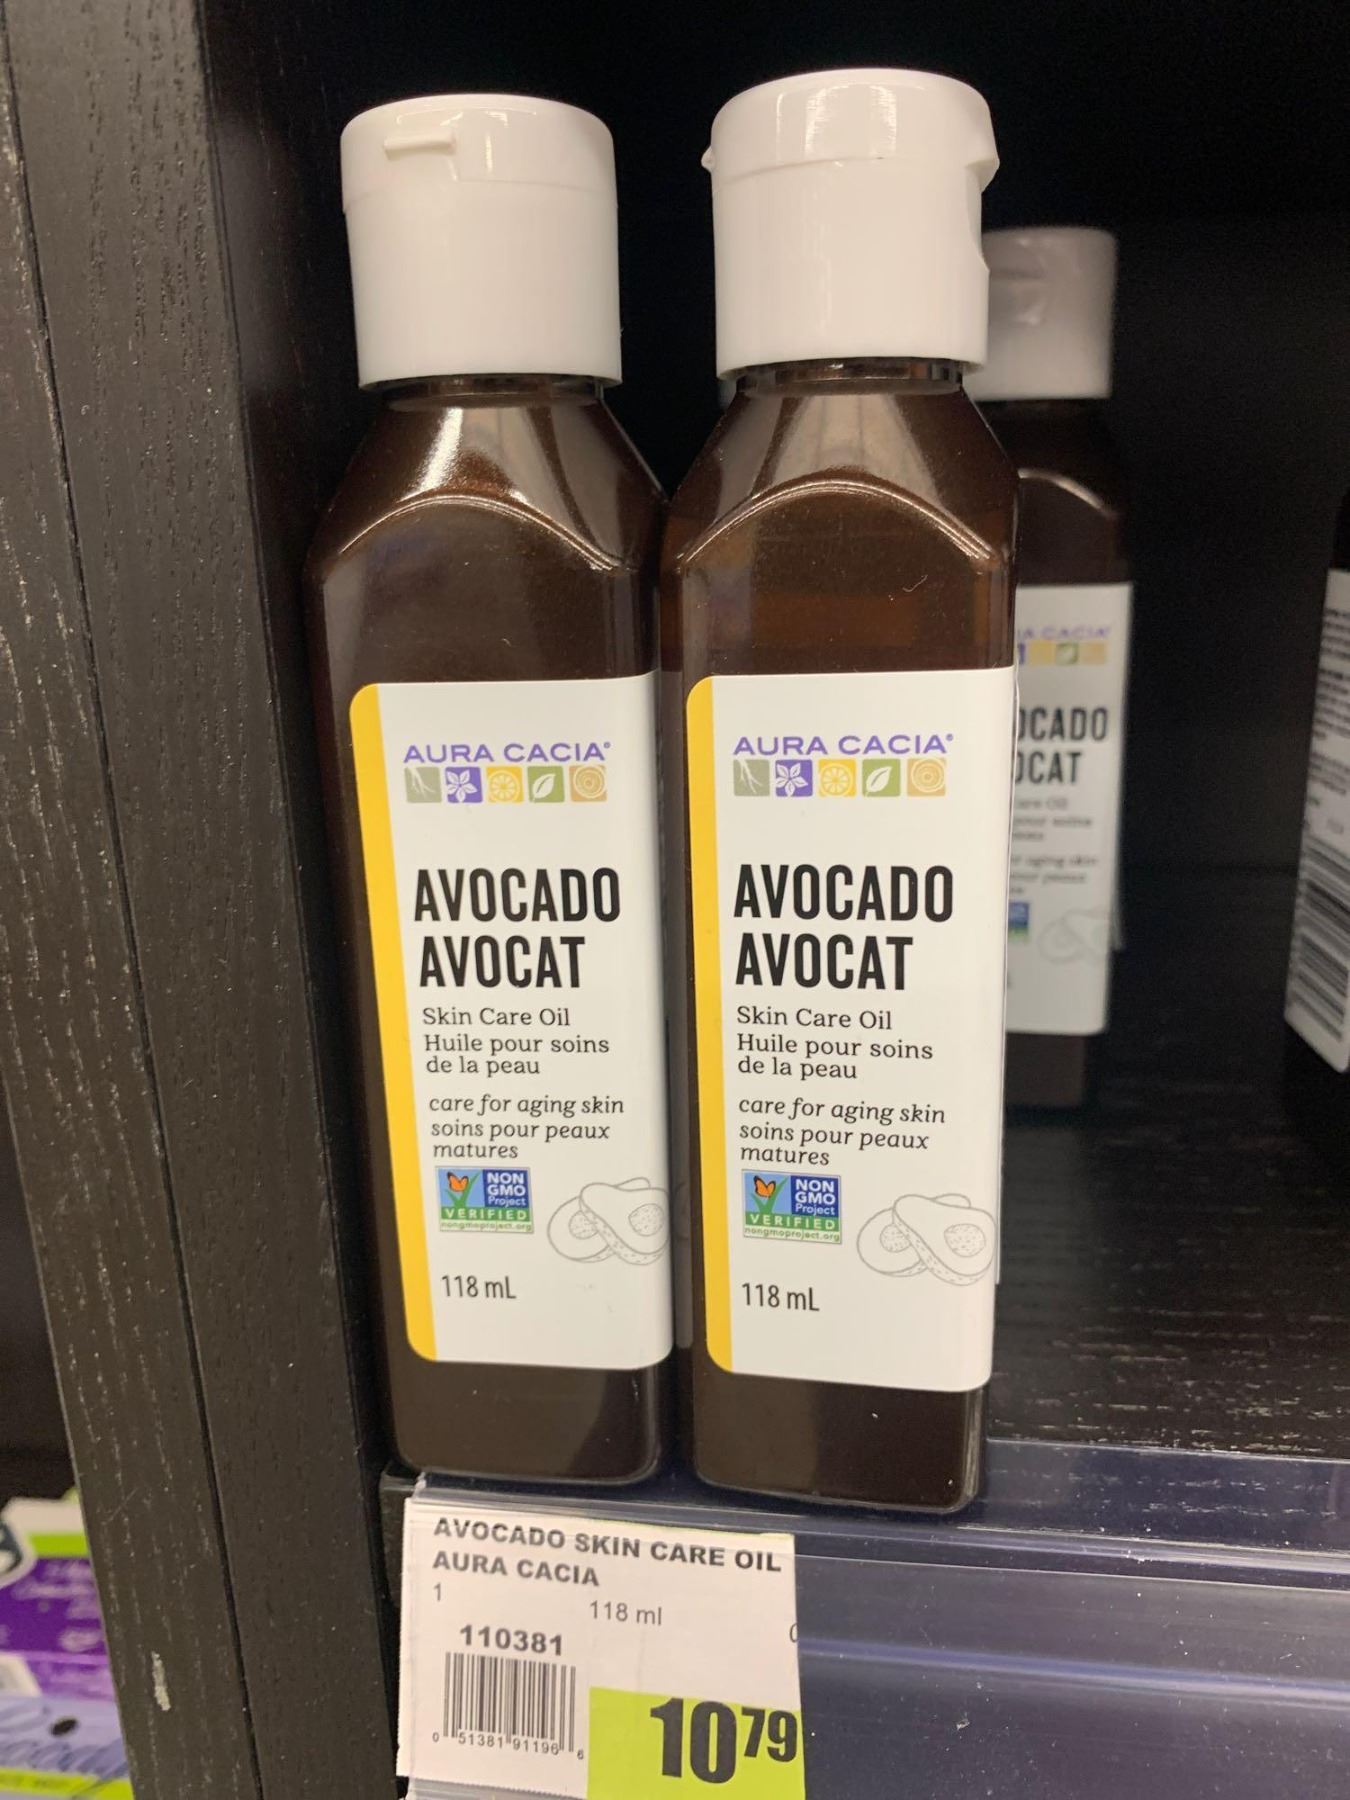 AURA CACIA®
AVOCADO
AVOCAT
Skin Care Oil
Huile pour soins
de la peau
care for aging skin
soins pour peaux
matures
NON
GMO
Project
VERIFIED
nongmoproject.org
118 mL
AURA CACIA®
AVOCADO
AVOCAT
Skin Care Oil
Huile pour soins
de la peau
care for aging skin
soins pour peaux
matures
NON
GMO
Project
VERIFIED
nongmoproject.org
118 mL
AVOCADO SKIN CARE OIL
AURA CACIA
1
118 ml
110381
0 51381 91196 6
10 79